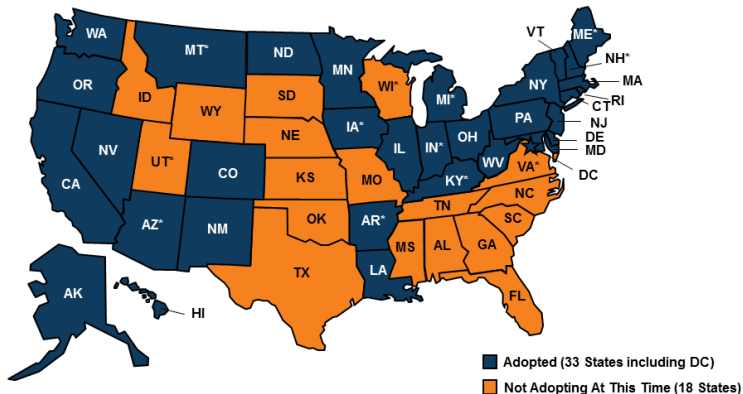 WA
MT*
ND
MN
VT
ME*
NH*
MA
RI
CT
NJ
DE
MD
DC
OR
ID
WY
SD
WI*
MI*
NY
PA
NV
UT*
CO
NE
IA*
IL
IN*
OH
WV
VA*
CA
AZ*
NM
KS
MO
KY*
NC
TN
SC
OK
AR*
MS
AL
GA
TX
LA
FL
AK
HI
Adopted (33 States including DC)
Not Adopting At This Time (18 States)